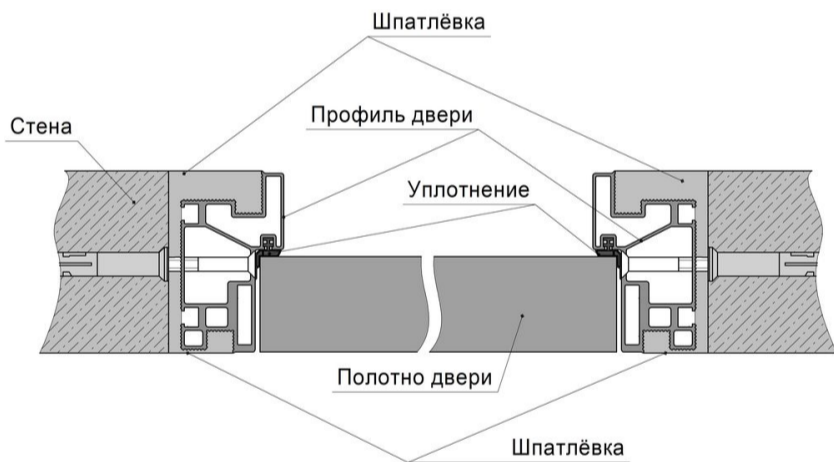 Шпатлёвка
Профиль двери
Стена
Уплотнение
Полотно двери
Шпатлёвка